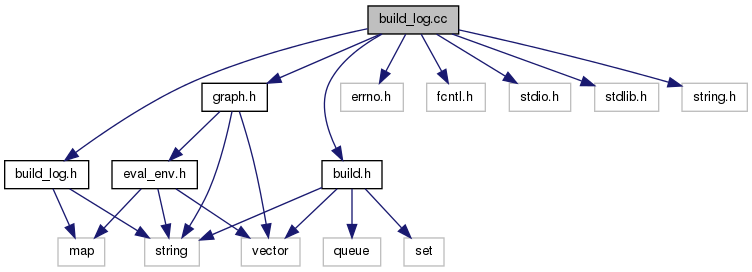 build_log.cc
graph.h
errno.h
fcntl.h
stdio.h
stdlib.h
string.h
build_log.h
eval_env.h
build.h
map
string
vector
queue
set